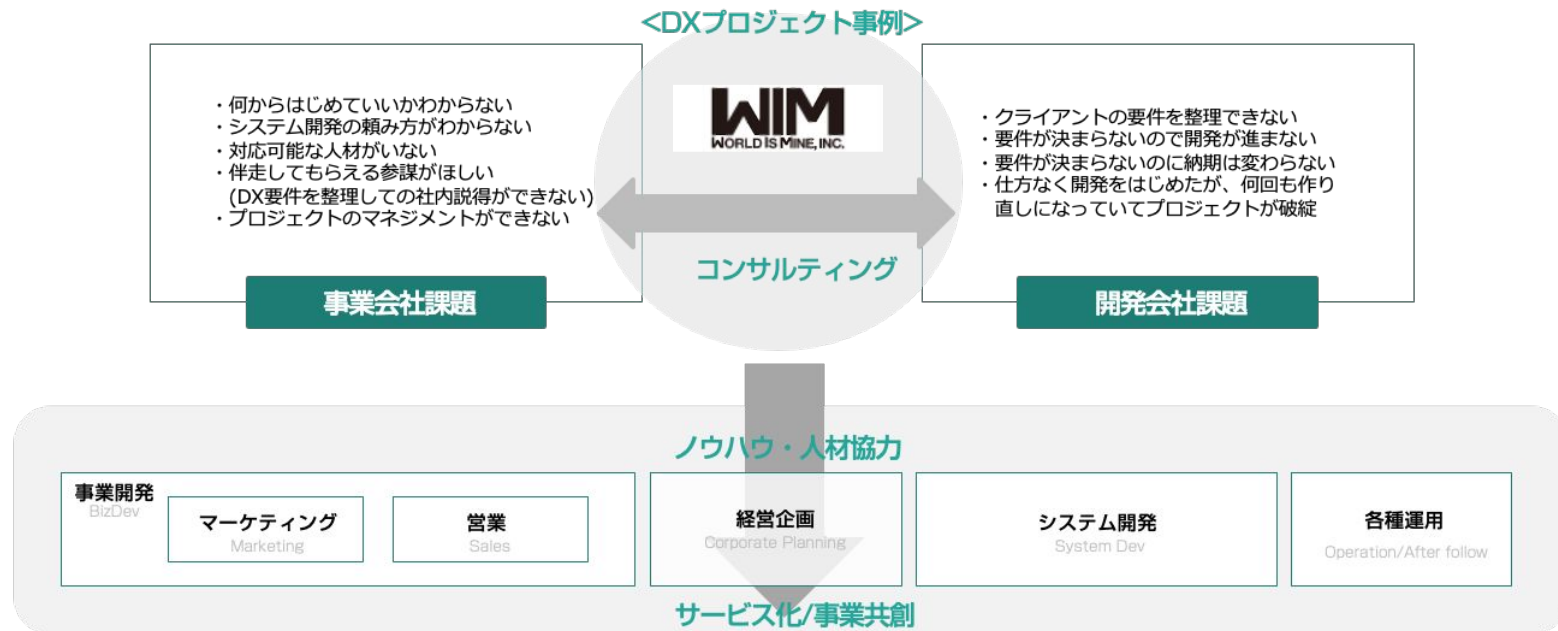 <DXプロジェクト事例>
・何からはじめていいかわからない
・システム開発の頼み方がわからない
・対応可能な人材がいない
・伴走してもらえる参謀がほしい
(DX要件を整理しての社内説得ができない)
・プロジェクトのマネジメントができない
事業会社課題
WIM
WORLD IS MINE, INC.
コンサルティング
・クライアントの要件を整理できない
・要件が決まらないので開発が進まない
・要件が決まらないのに納期は変わらない
・仕方なく開発をはじめたが、何回も作り
直しになっていてプロジェクトが破綻
開発会社課題
ノウハウ・人材協力
事業開発
BizDev
マーケティング
Marketing
営業
Sales
経営企画
Corporate Planning
システム開発
System Dev
各種運用
Operation/After follow
サービス化/事業共創